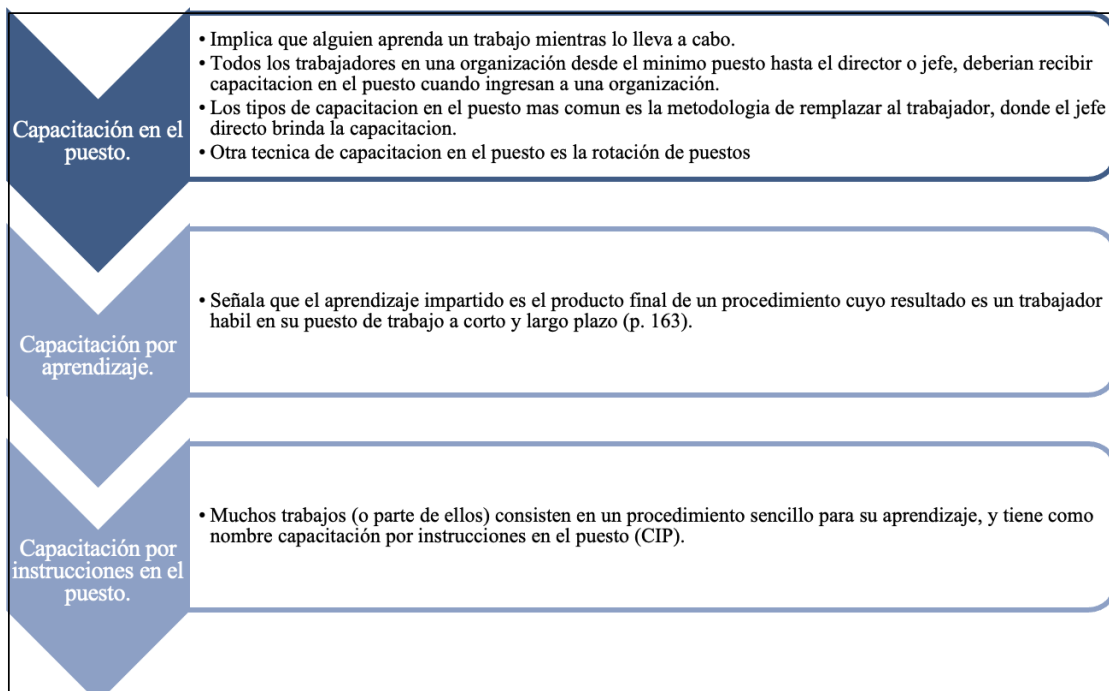 Capacitación en el
puesto.
• Implica que alguien aprenda un trabajo mientras lo lleva a cabo.
• Todos los trabajadores en una organización desde el minimo puesto hasta el director o jefe, deberian recibir
capacitacion en el puesto cuando ingresan a una organización.
• Los tipos de capacitacion en el puesto mas comun es la metodologia de remplazar al trabajador, donde el jefe
directo brinda la capacitacion.
• Otra tecnica de capacitacion en el puesto es la rotación de puestos
Capacitación por
aprendizaje.
• Señala que el aprendizaje impartido es el producto final de un procedimiento cuyo resultado es un trabajador
habil en su puesto de trabajo a corto y largo plazo (p. 163).
Capacitación por
instrucciones en el
puesto.
• Muchos trabajos (o parte de ellos) consisten en un procedimiento sencillo para su aprendizaje, y tiene como
nombre capacitación por instrucciones en el puesto (CIP).